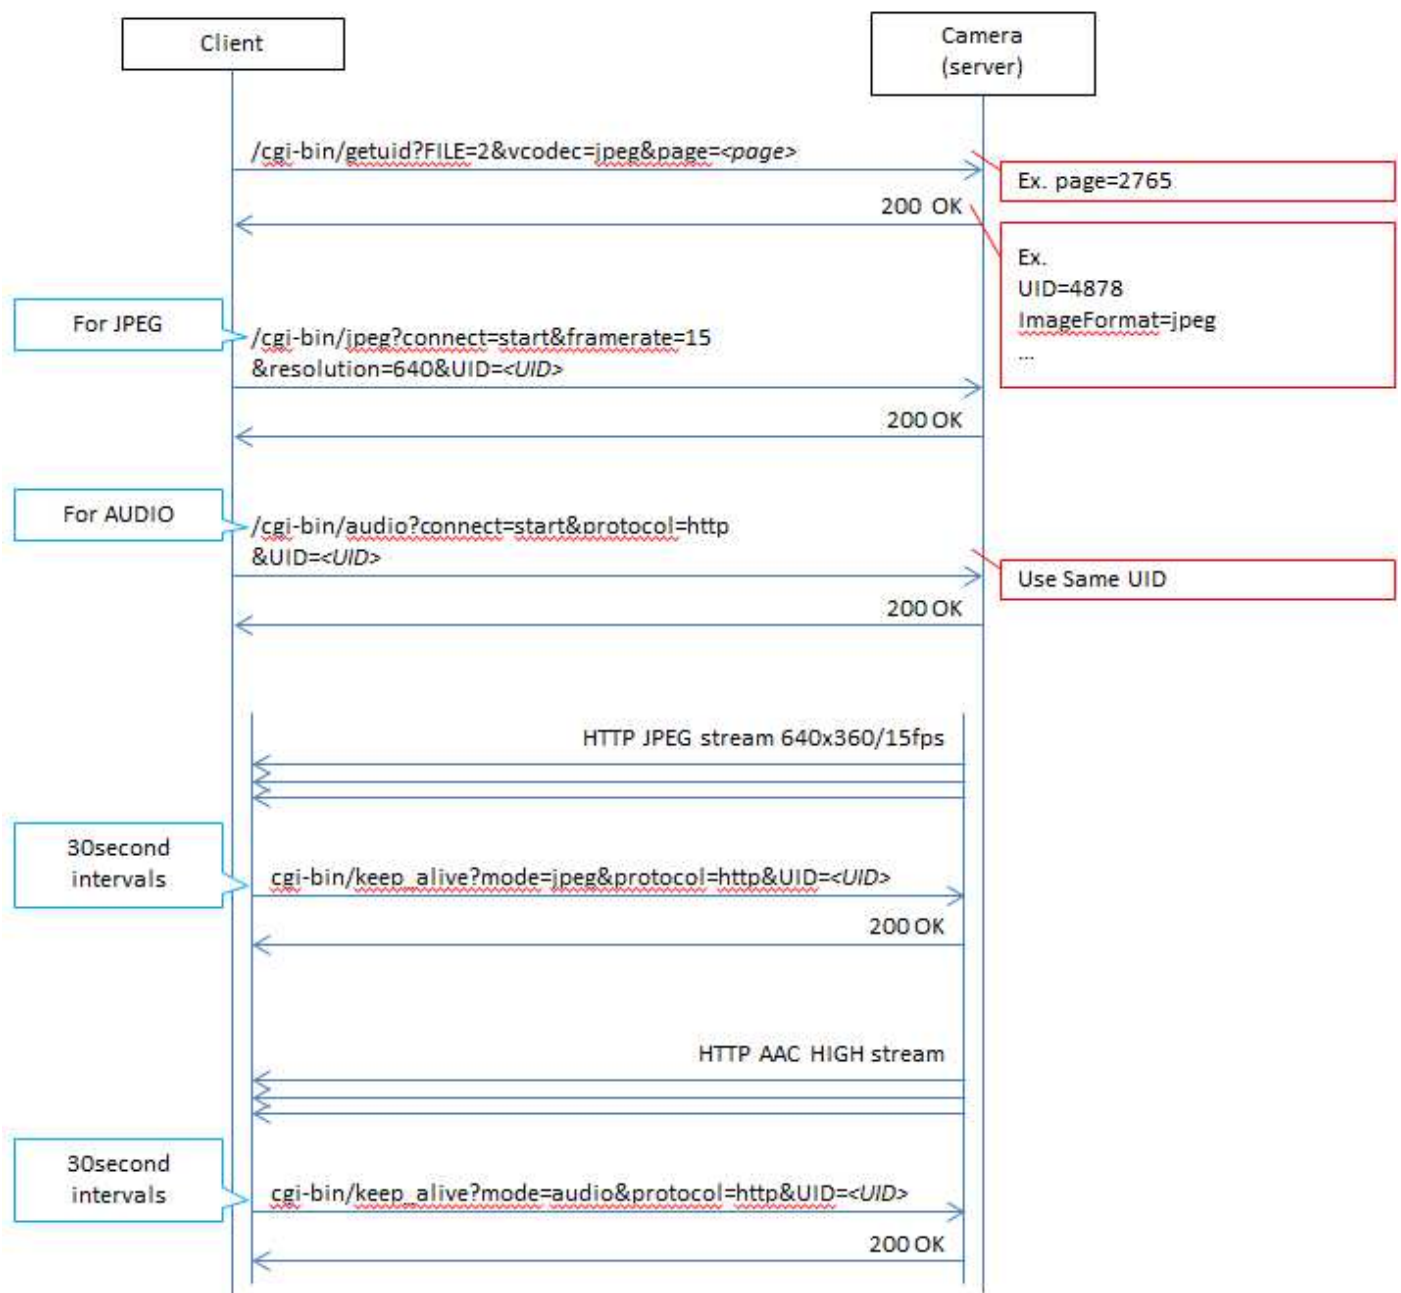 Client
Camera
(server)
/cgi-bin/getuid?FILE=2&vcodec=jpeg&page=<page>
Ex. page=2765
200 OK
Ex.
UID=4878
ImageFormat=jpeg
...
For JPEG
/cgi-bin/jpeg?connect=start&framerate=15
&resolution=640&UID=<UID>
200 OK
For AUDIO
/cgi-bin/audio?connect=start&protocol=http
&UID=<UID>
Use Same UID
200 OK
HTTP JPEG stream 640x360/15fps
30second
intervals
cgi-bin/keep_alive?mode=jpeg&protocol=http&UID=<UID>
200 OK
HTTP AAC HIGH stream
30second
intervals
cgi-bin/keep_alive?mode=audio&protocol=http&UID=<UID>
200 OK